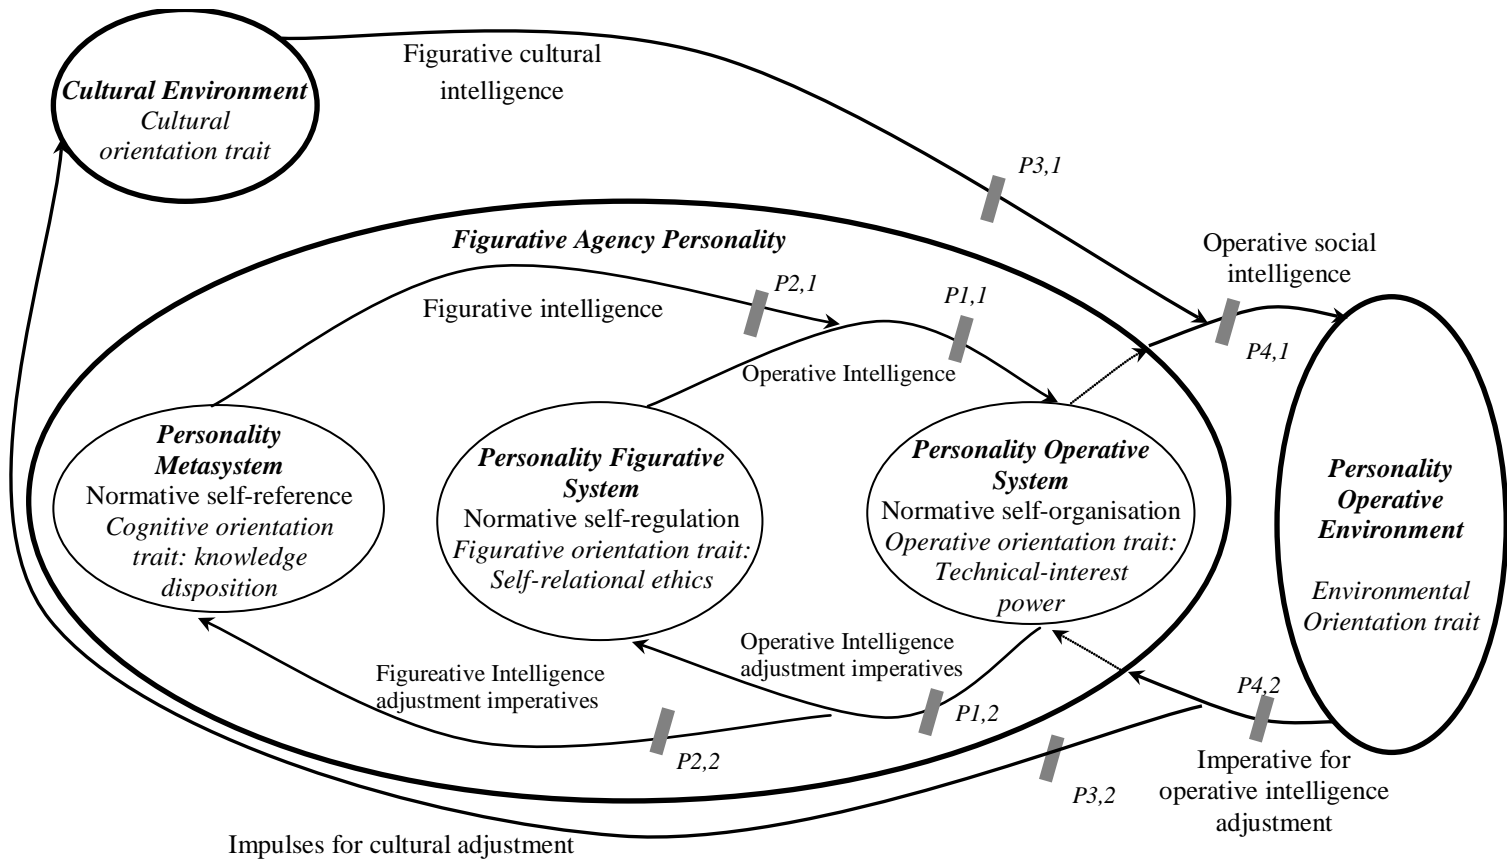 Figurative cultural
intelligence
Cultural Environment
Cultural
orientation trait
P3,1
Figurative Agency Personality
Operative social
intelligence
P2,1
Figurative intelligence
P1,1
P4,1
Operative Intelligence
Personality
Metasystem
Normative self-reference
Cognitive orientation
trait: knowledge
disposition
Personality Figurative
System
Normative self-regulation
Figurative orientation trait:
Self-relational ethics
Personality Operative
System
Normative self-organisation
Operative orientation trait:
Technical-interest
power
Personality
Operative
Environment
Environmental
Orientation trait
Operative Intelligence
adjustment imperatives
Figureative Intelligence
adjustment imperatives
P4,2
P1,2
P2,2
P3,2
Imperative for
operative intelligence
adjustment
Impulses for cultural adjustment